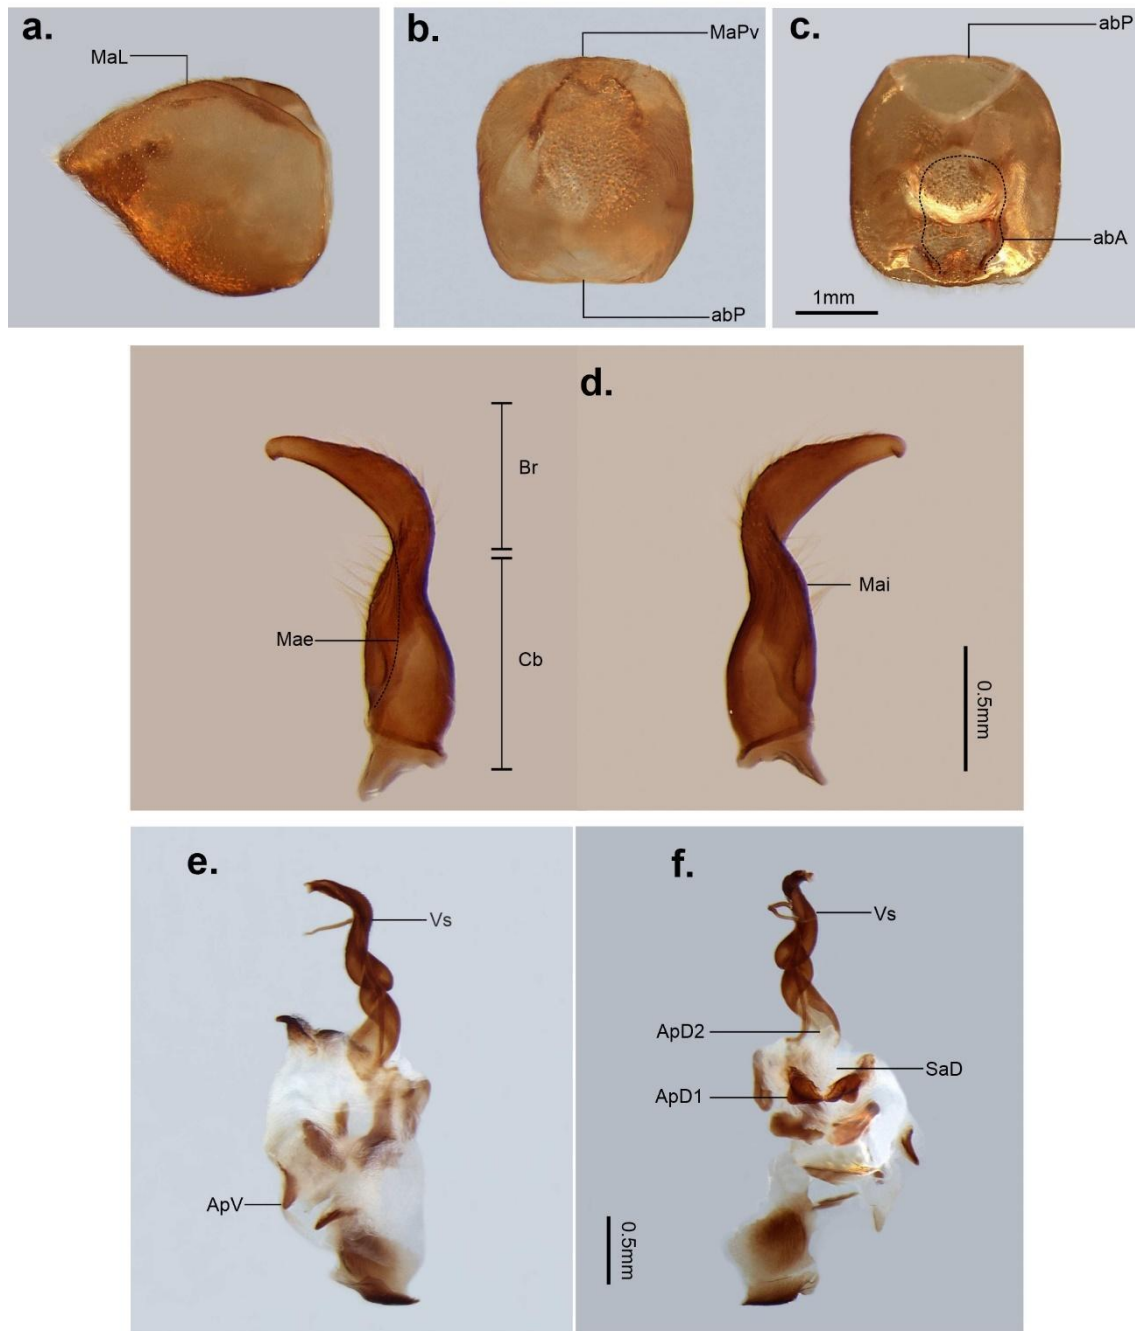 a.
MaL
b.
MaPv
abP
c.
abP
abA
1mm
d.
Br
Mae
Cb
Mai
0.5mm
e.
Vs
ApV
f.
Vs
ApD2
SaD
ApD1
0.5mm